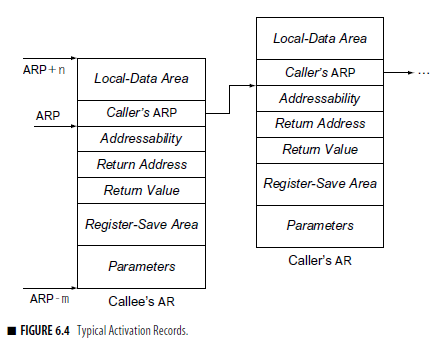 ARP+n
Local-Data Area
ARP
Caller's ARP
Addressability
Return Address
Return Value
Register-Save Area
Parameters
ARP-m
Callee's AR
Local-Data Area
Caller's ARP
...
Addressability
Return Address
Return Value
Register-Save Area
Parameters
Caller's AR
■ FIGURE 6.4 Typical Activation Records.